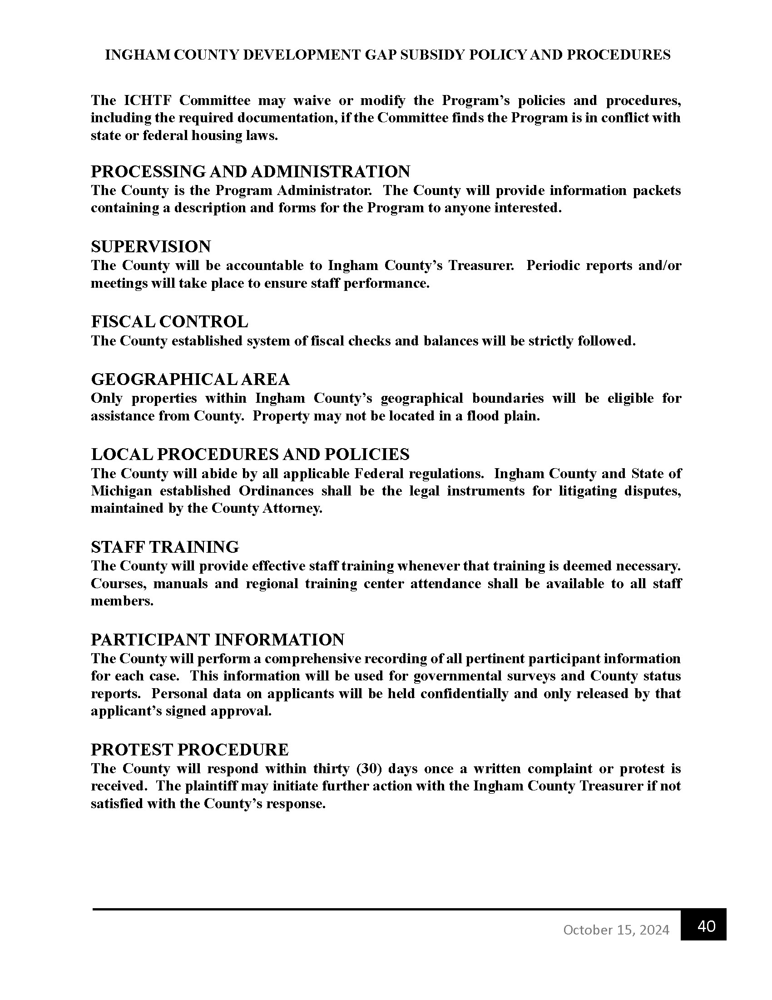 INGHAM COUNTY DEVELOPMENT GAP SUBSIDY POLICY AND PROCEDURES
The ICHTF Committee may waive or modify the Program’s policies and procedures,
including the required documentation, if the Committee finds the Program is in conflict with
state or federal housing laws.
PROCESSING AND ADMINISTRATION
The County is the Program Administrator.  The County will provide information packets
containing a description and forms for the Program to anyone interested.
SUPERVISION
The County will be accountable to Ingham County’s Treasurer.  Periodic reports and/or
meetings will take place to ensure staff performance.
FISCAL CONTROL
The County established system of fiscal checks and balances will be strictly followed.
GEOGRAPHICAL AREA
Only properties within Ingham County’s geographical boundaries will be eligible for
assistance from County.  Property may not be located in a flood plain.
LOCAL PROCEDURES AND POLICIES
The County will abide by all applicable Federal regulations.  Ingham County and State of
Michigan established Ordinances shall be the legal instruments for litigating disputes,
maintained by the County Attorney.
STAFF TRAINING
The County will provide effective staff training whenever that training is deemed necessary.
Courses, manuals and regional training center attendance shall be available to all staff
members.
PARTICIPANT INFORMATION
The County will perform a comprehensive recording of all pertinent participant information
for each case.  This information will be used for governmental surveys and County status
reports.  Personal data on applicants will be held confidentially and only released by that
applicant’s signed approval.
PROTEST PROCEDURE
The County will respond within thirty (30) days once a written complaint or protest is
received.  The plaintiff may initiate further action with the Ingham County Treasurer if not
satisfied with the County’s response.
October 15, 2024
40